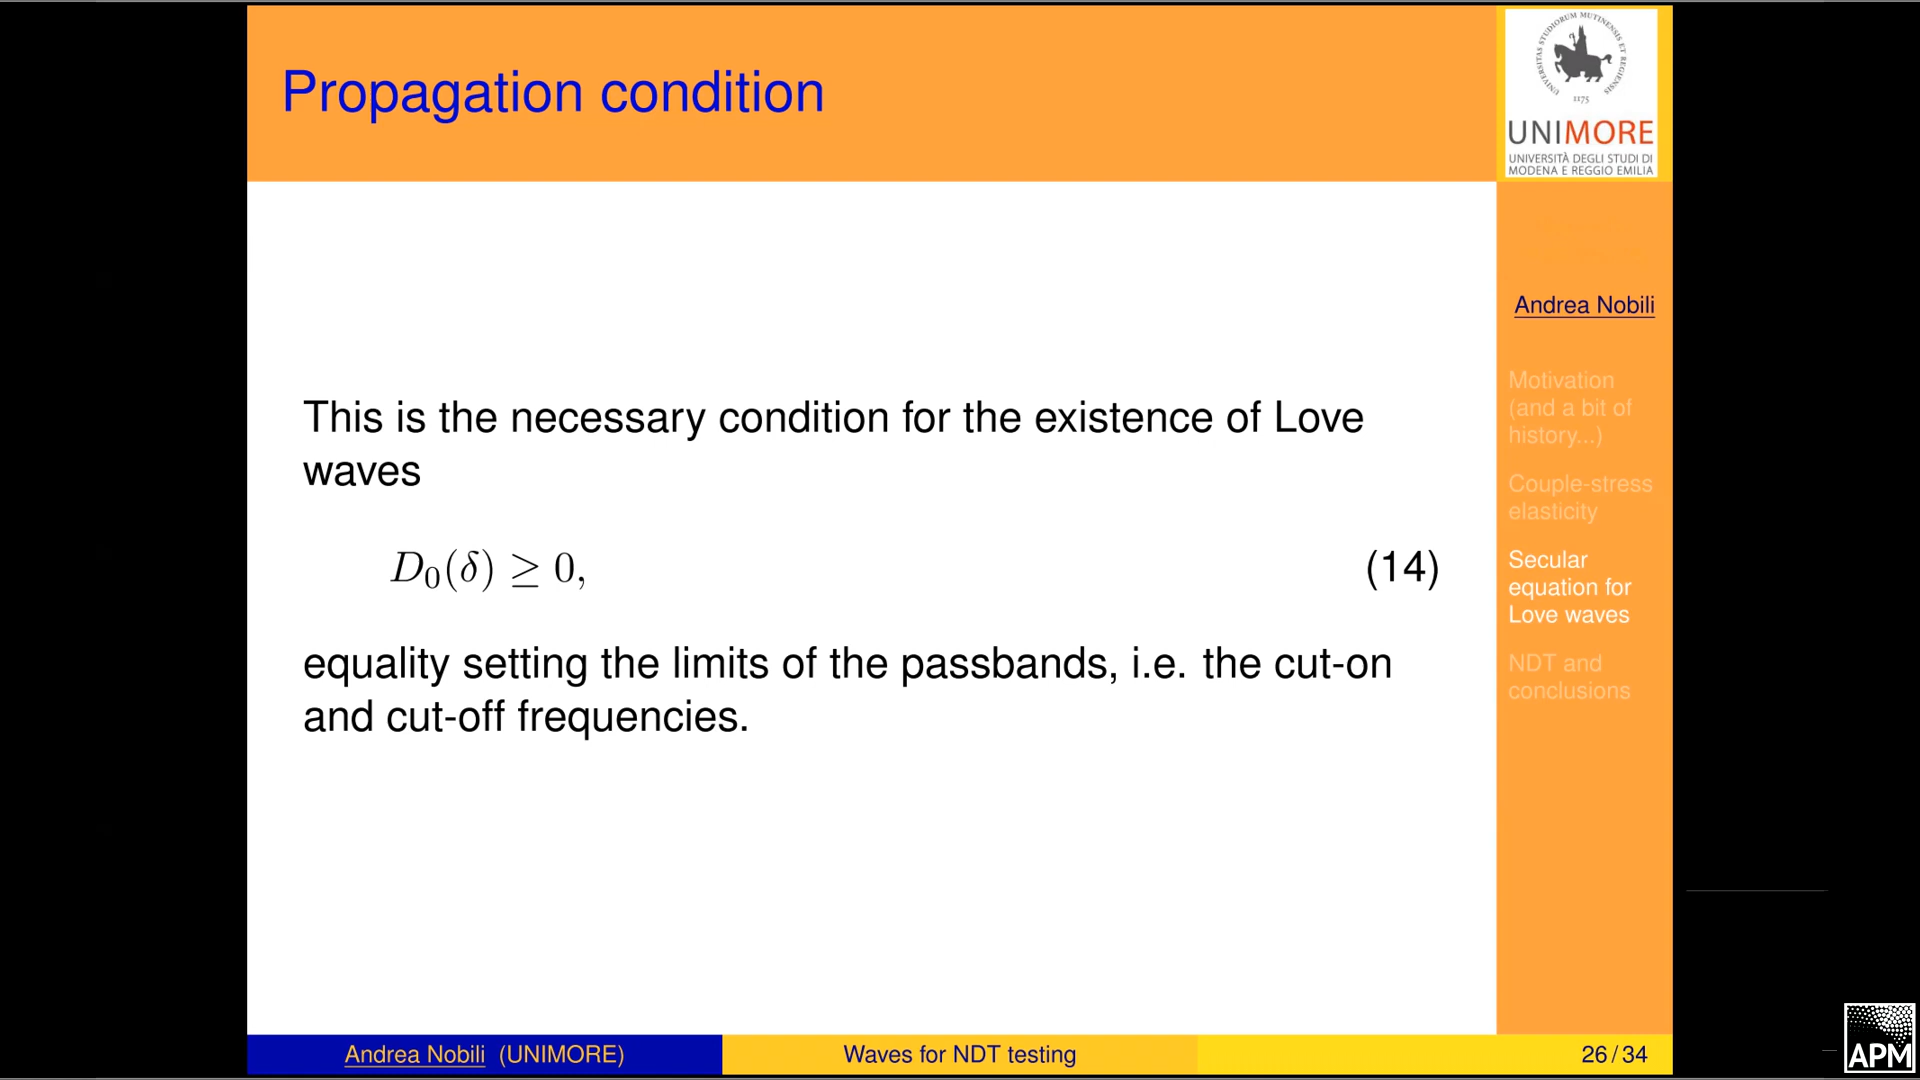 Propagation condition
UNIVERSITAS STUDIORUM MUTINENSIS ET REGIENSIS
1175
UNIMORE
UNIVERSITÀ DEGLI STUDI DI
MODENA E REGGIO EMILIA
This is the necessary condition for the existence of Love
waves
D₀(δ) ≥ 0, (14)
equality setting the limits of the passbands, i.e. the cut-on
and cut-off frequencies.
Andrea Nobili
Motivation
(and a bit of
history...)
Couple-stress
elasticity
Secular
equation for
Love waves
NDT and
conclusions
Andrea Nobili (UNIMORE) Waves for NDT testing 26/34
APM